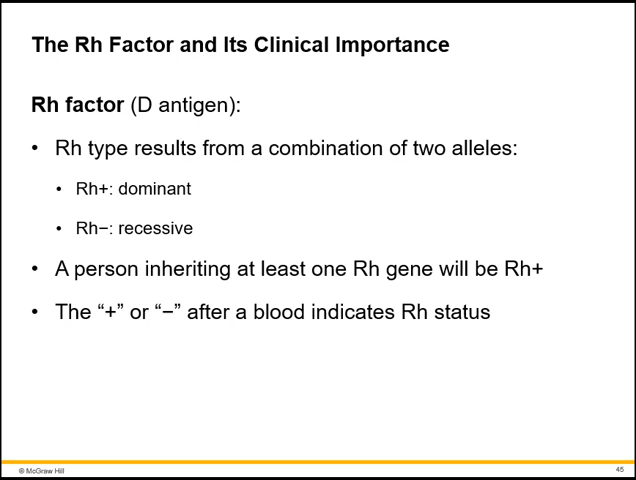 The Rh Factor and Its Clinical Importance
Rh factor (D antigen):
• Rh type results from a combination of two alleles:
• Rh+: dominant
• Rh−: recessive
• A person inheriting at least one Rh gene will be Rh+
• The “+” or “−” after a blood indicates Rh status
© McGraw Hill
45